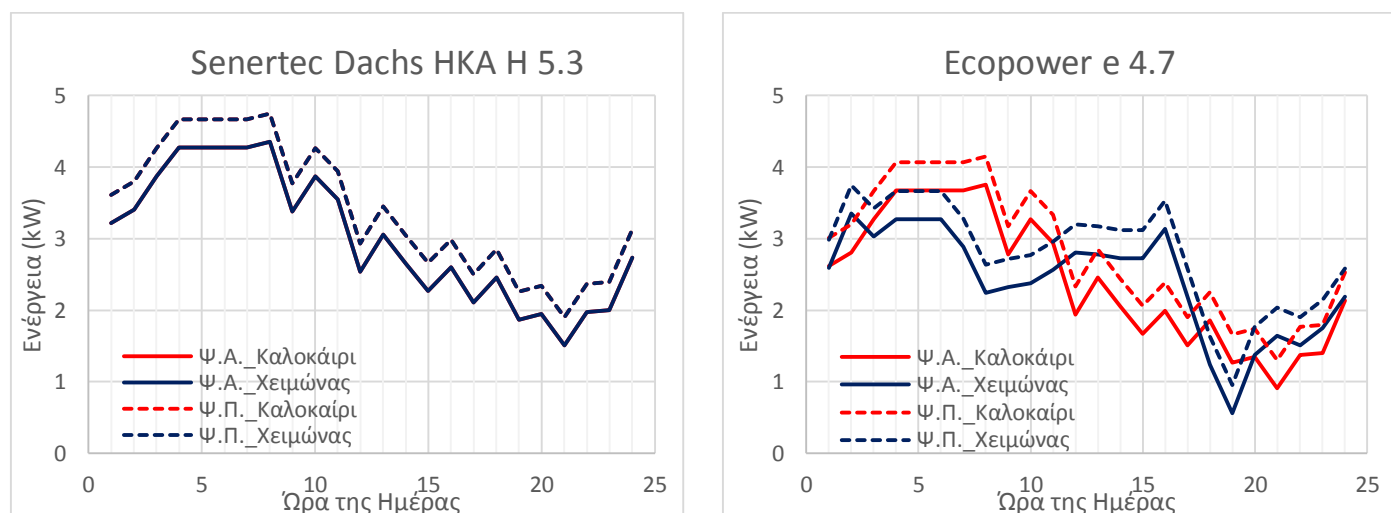 Senertec Dachs HKA H 5.3
Ενέργεια (kW)
5
4
3
2
1
0
Ψ.Α._Καλοκάιρι
Ψ.Α._Χειμώνας
Ψ.Π._Καλοκαίρι
Ψ.Π._Χειμώνας
0 5 10 15 20 25
Ώρα της Ημέρας
Ecopower e 4.7
Ενέργεια (kW)
5
4
3
2
1
0
Ψ.Α._Καλοκάιρι
Ψ.Α._Χειμώνας
Ψ.Π._Καλοκαίρι
Ψ.Π._Χειμώνας
0 5 10 15 20 25
Ώρα της Ημέρας